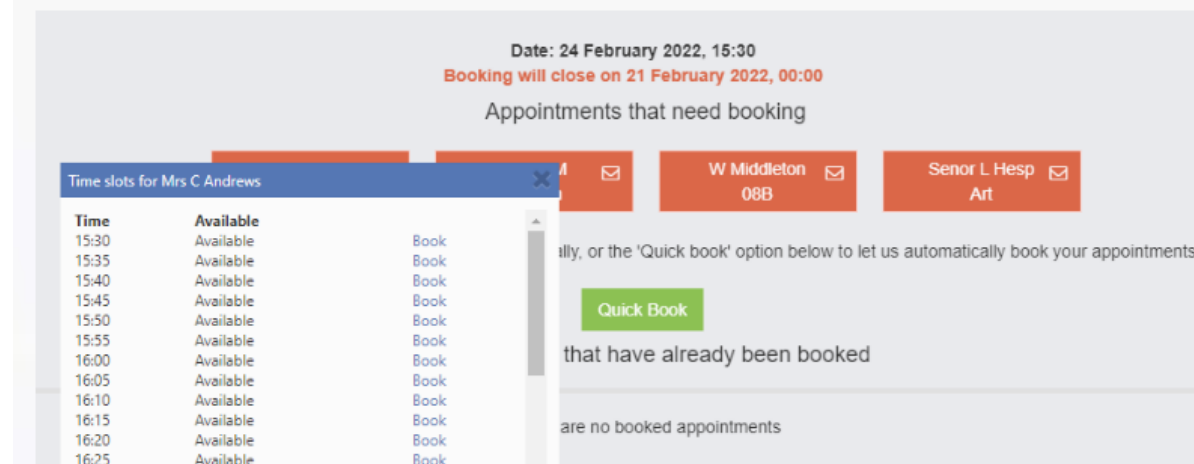 Date: 24 February 2022, 15:30
Booking will close on 21 February 2022, 00:00
Appointments that need booking
W Middleton
08B
Senor L Hesp
Art
Time slots for Mrs C Andrews
Time Available
15:30 Available Book
15:35 Available Book
15:40 Available Book
15:45 Available Book
15:50 Available Book
15:55 Available Book
16:00 Available Book
16:05 Available Book
16:10 Available Book
16:15 Available Book
16:20 Available Book
16:25 Available Book
or the 'Quick book' option below to let us automatically book your appointments
Quick Book
that have already been booked
are no booked appointments